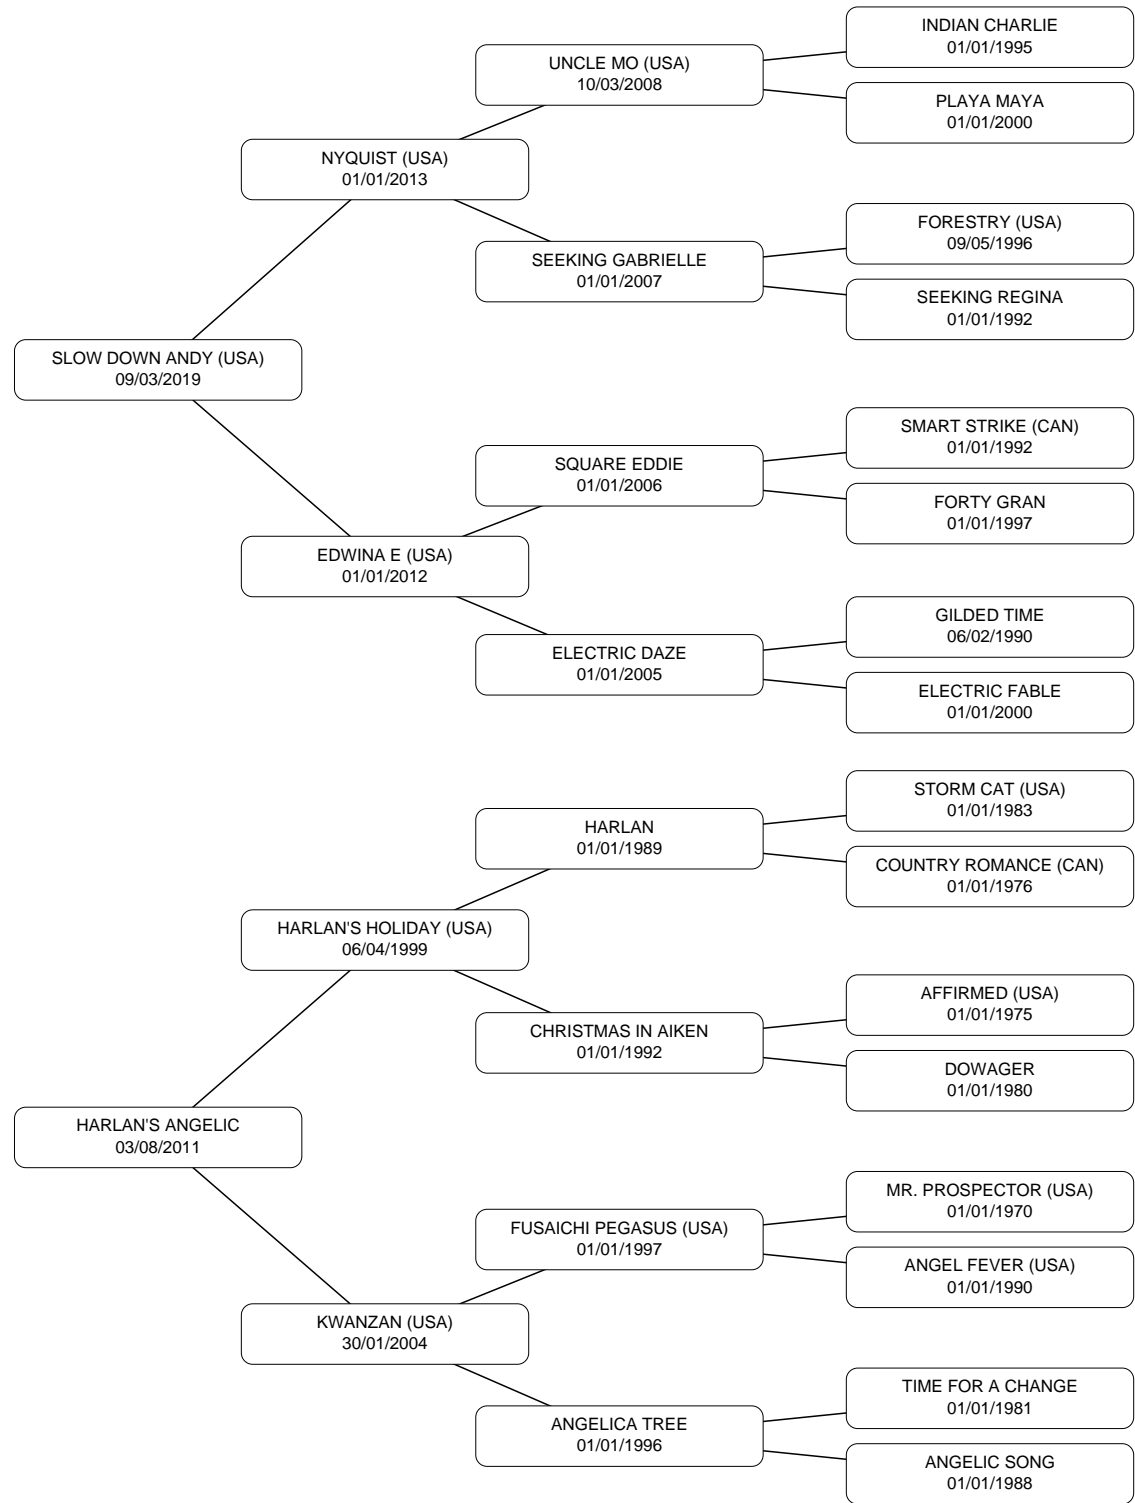 INDIAN CHARLIE
01/01/1995
UNCLE MO (USA)
10/03/2008
PLAYA MAYA
01/01/2000
NYQUIST (USA)
01/01/2013
FORESTRY (USA)
09/05/1996
SEEKING GABRIELLE
01/01/2007
SEEKING REGINA
01/01/1992
SLOW DOWN ANDY (USA)
09/03/2019
SMART STRIKE (CAN)
01/01/1992
SQUARE EDDIE
01/01/2006
FORTY GRAN
01/01/1997
EDWINA E (USA)
01/01/2012
GILDED TIME
06/02/1990
ELECTRIC DAZE
01/01/2005
ELECTRIC FABLE
01/01/2000
STORM CAT (USA)
01/01/1983
HARLAN
01/01/1989
COUNTRY ROMANCE (CAN)
01/01/1976
HARLAN'S HOLIDAY (USA)
06/04/1999
AFFIRMED (USA)
01/01/1975
CHRISTMAS IN AIKEN
01/01/1992
DOWAGER
01/01/1980
HARLAN'S ANGELIC
03/08/2011
MR. PROSPECTOR (USA)
01/01/1970
FUSAICHI PEGASUS (USA)
01/01/1997
ANGEL FEVER (USA)
01/01/1990
KWANZAN (USA)
30/01/2004
TIME FOR A CHANGE
01/01/1981
ANGELICA TREE
01/01/1996
ANGELIC SONG
01/01/1988